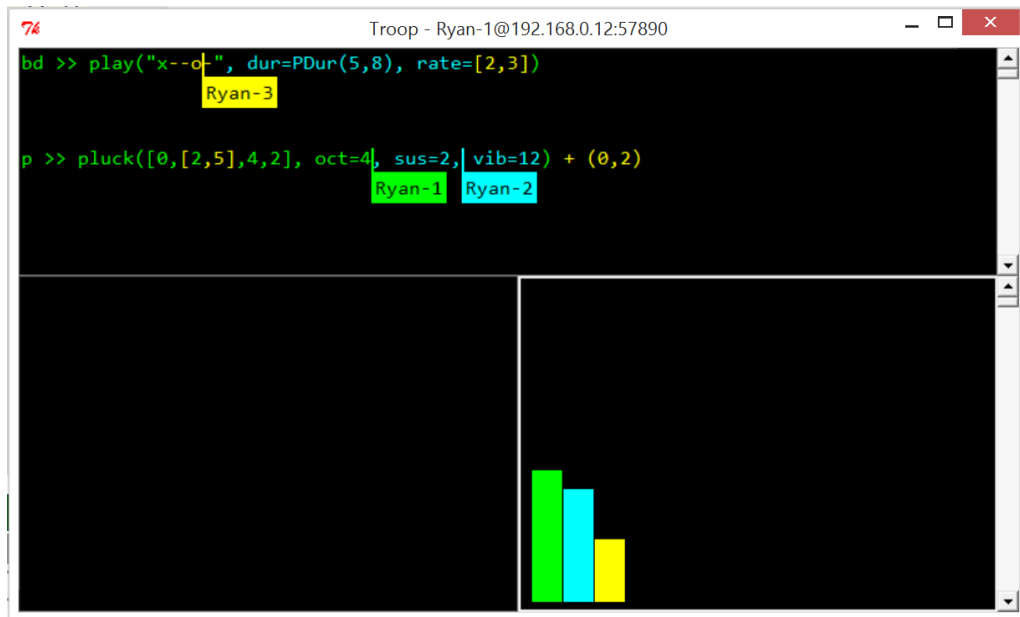 Troop - Ryan-1@192.168.0.12:57890
bd >> play("x--o-", dur=PDur(5,8), rate=[2,3])
Ryan-3
p >> pluck([0,[2,5],4,2], oct=4, sus=2, vib=12) + (0,2)
Ryan-1 Ryan-2